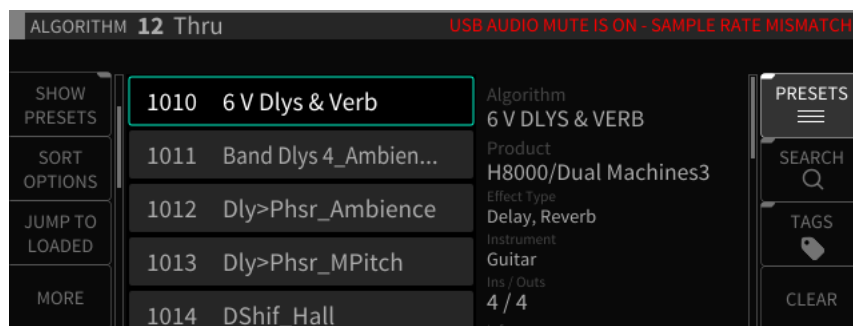 ALGORITHM 12 Thru
USB AUDIO MUTE IS ON - SAMPLE RATE MISMATCH
SHOW
PRESETS
SORT
OPTIONS
JUMP TO
LOADED
MORE
1010 6 V Dlys & Verb
1011 Band Dlys 4_Ambien...
1012 Dly>Phsr_Ambience
1013 Dly>Phsr_MPitch
1014 DShif_Hall
Algorithm
6 V DLYS & VERB
Product
H8000/Dual Machines3
Effect Type
Delay, Reverb
Instrument
Guitar
Ins / Outs
4 / 4
PRESETS
SEARCH
TAGS
CLEAR